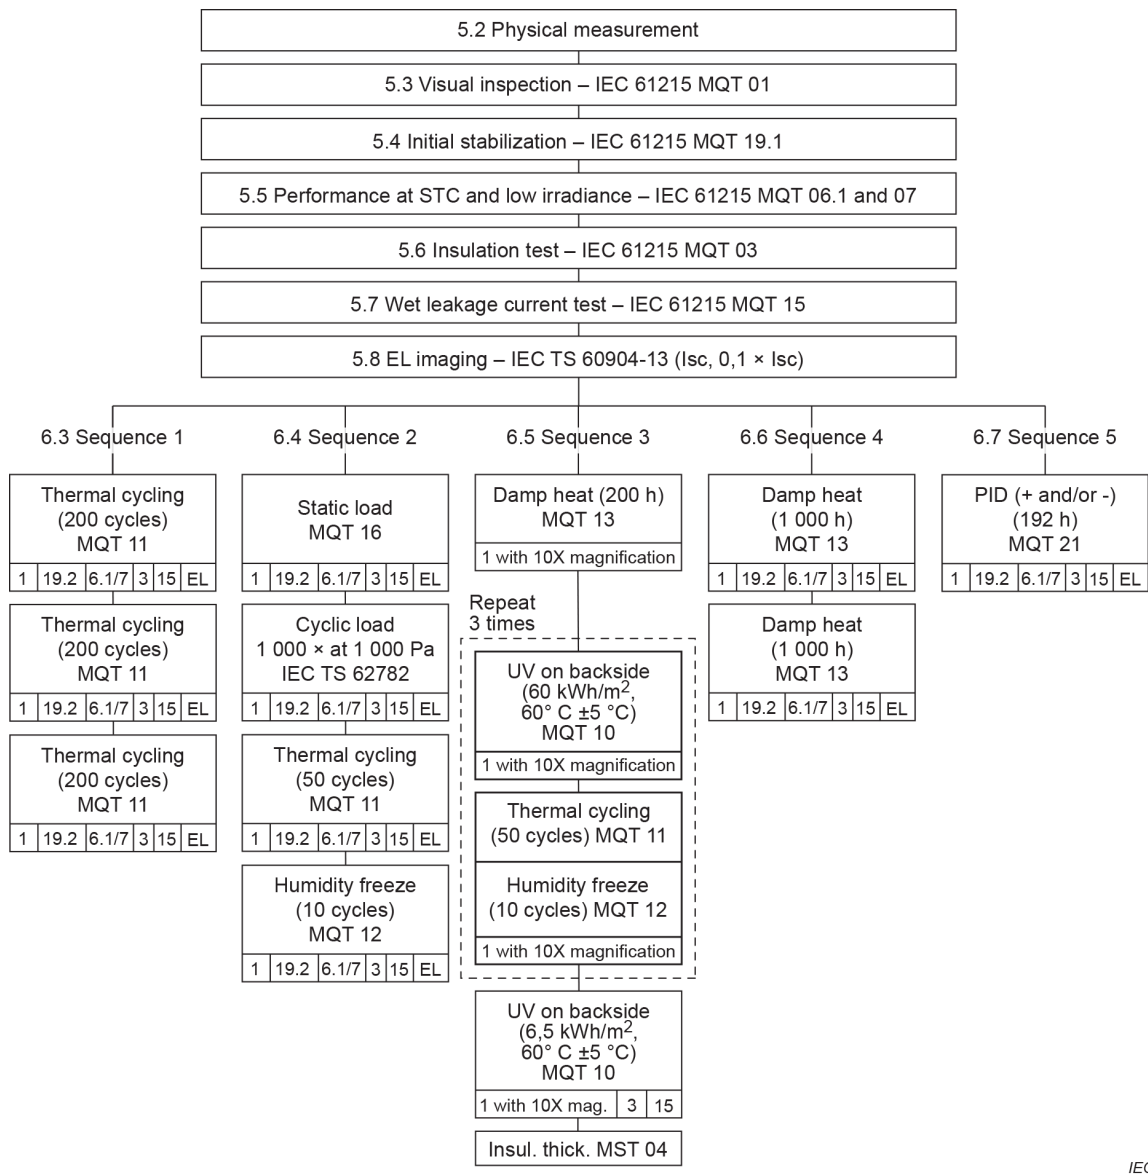 5.2 Physical measurement
5.3 Visual inspection – IEC 61215 MQT 01
5.4 Initial stabilization – IEC 61215 MQT 19.1
5.5 Performance at STC and low irradiance – IEC 61215 MQT 06.1 and 07
5.6 Insulation test – IEC 61215 MQT 03
5.7 Wet leakage current test – IEC 61215 MQT 15
5.8 EL imaging – IEC TS 60904-13 (Isc, 0,1 × Isc)
6.3 Sequence 1
Thermal cycling
(200 cycles)
MQT 11
1 19.2 6.1/7 3 15 EL
Thermal cycling
(200 cycles)
MQT 11
1 19.2 6.1/7 3 15 EL
Thermal cycling
(200 cycles)
MQT 11
1 19.2 6.1/7 3 15 EL
6.4 Sequence 2
Static load
MQT 16
1 19.2 6.1/7 3 15 EL
Cyclic load
1 000 × at 1 000 Pa
IEC TS 62782
1 19.2 6.1/7 3 15 EL
Thermal cycling
(50 cycles)
MQT 11
1 19.2 6.1/7 3 15 EL
Humidity freeze
(10 cycles)
MQT 12
1 19.2 6.1/7 3 15 EL
6.5 Sequence 3
Damp heat (200 h)
MQT 13
1 with 10X magnification
Repeat
3 times
UV on backside
(60 kWh/m²,
60° C ±5 °C)
MQT 10
1 with 10X magnification
Thermal cycling
(50 cycles) MQT 11
Humidity freeze
(10 cycles) MQT 12
1 with 10X magnification
UV on backside
(6,5 kWh/m²,
60° C ±5 °C)
MQT 10
1 with 10X mag. 3 15
Insul. thick. MST 04
6.6 Sequence 4
Damp heat
(1 000 h)
MQT 13
1 19.2 6.1/7 3 15 EL
Damp heat
(1 000 h)
MQT 13
1 19.2 6.1/7 3 15 EL
6.7 Sequence 5
PID (+ and/or -)
(192 h)
MQT 21
1 19.2 6.1/7 3 15 EL
IEC